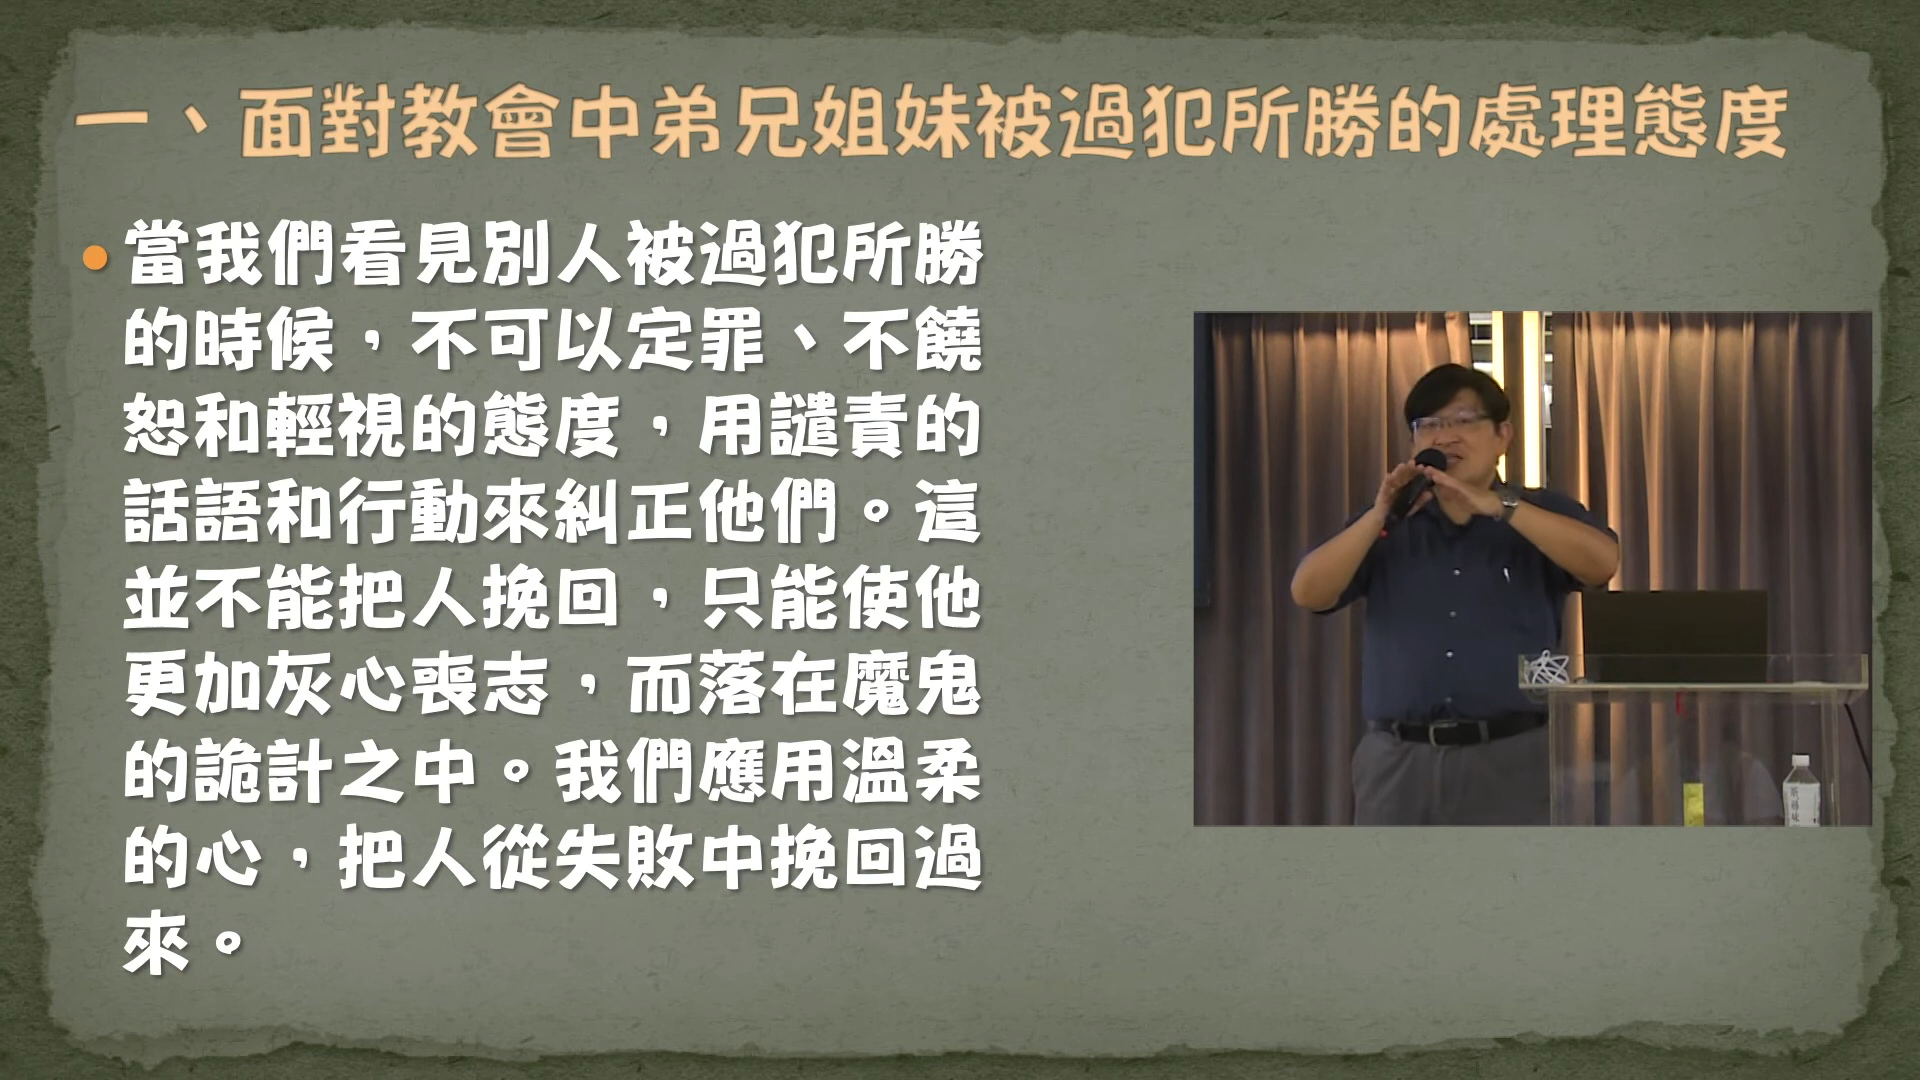 一、面對教會中弟兄姐妹被過犯所勝的處理態度
•當我們看見別人被過犯所勝
的時候，不可以定罪、不饒
恕和輕視的態度，用譴責的
話語和行動來糾正他們。這
並不能把人挽回，只能使他
更加灰心喪志，而落在魔鬼
的詭計之中。我們應用溫柔
的心，把人從失敗中挽回過
來。